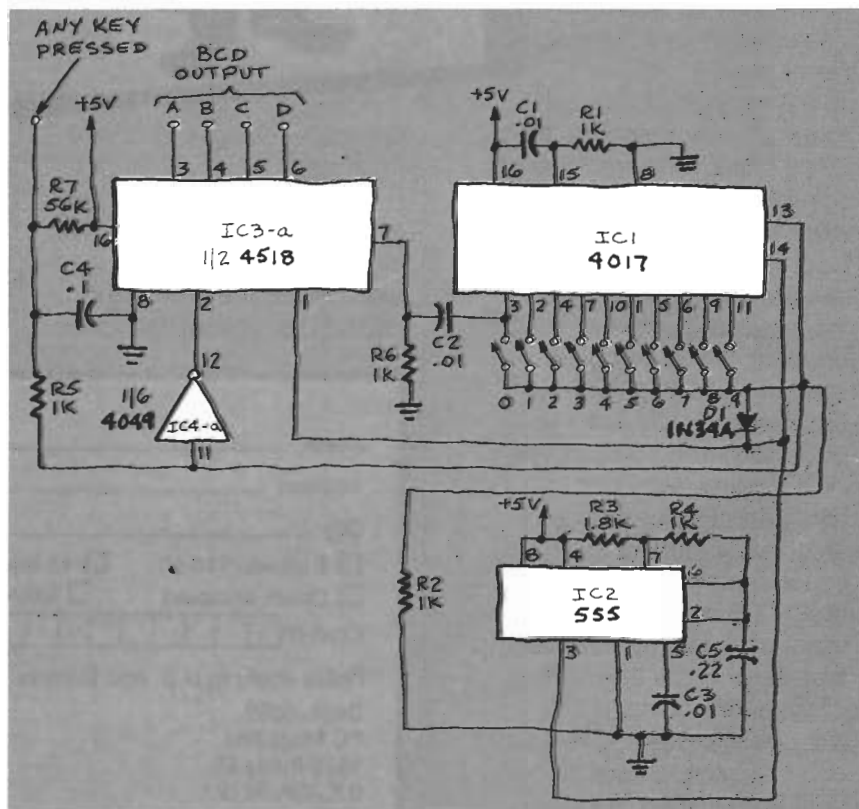 ANY KEY
PRESSED
BCD
OUTPUT
+5V
A B C D
R7
56K
3 4 5 6
16
IC3-a
1/2 4518
7
C4
.1
8
2
1
R5
1K
12
1/6
4049
IC4-a
11
R6
1K
C2
.01
+5V
C1
.01
R1
1K
16
15
8
IC1
4017
13
14
3 2 4 7 10 1 5 6 9 11
0 1 2 3 4 5 6 7 8 9
D1
1N34A
+5V
R3
1.8K
R4
1K
8
4
7
IC2
555
6
2
3
1
5
R2
1K
C5
.22
C3
.01